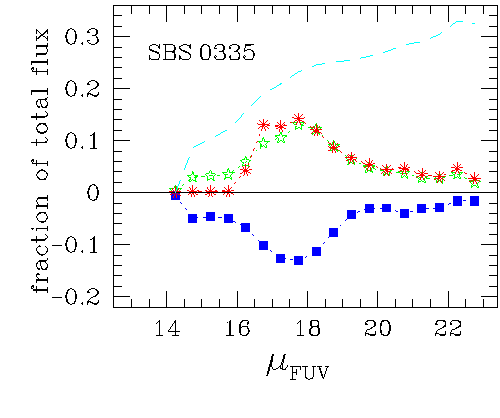 SBS 0335
fraction of total flux
0.3
0.2
0.1
0
-0.1
-0.2
14 16 18 20 22
μFUV